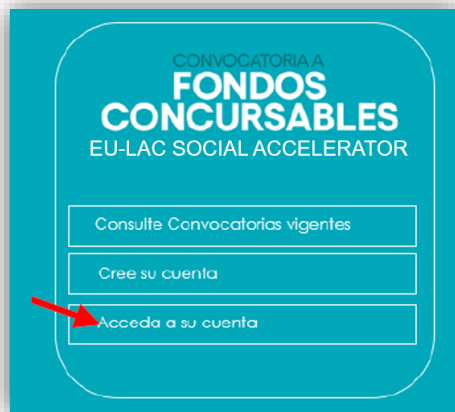 CONVOCATORIA A
FONDOS
CONCURSABLES
EU-LAC SOCIAL ACCELERATOR
Consulte Convocatorias vigentes
Cree su cuenta
Acceda a su cuenta